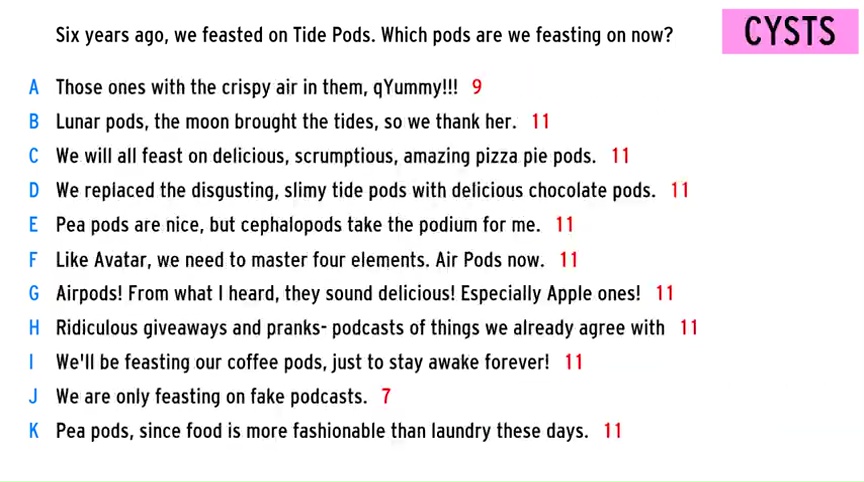 Six years ago, we feasted on Tide Pods. Which pods are we feasting on now?
CYSTS
A Those ones with the crispy air in them, qYummy!!! 9
B Lunar pods, the moon brought the tides, so we thank her. 11
C We will all feast on delicious, scrumptious, amazing pizza pie pods. 11
D We replaced the disgusting, slimy tide pods with delicious chocolate pods. 11
E Pea pods are nice, but cephalopods take the podium for me. 11
F Like Avatar, we need to master four elements. Air Pods now. 11
G Airpods! From what I heard, they sound delicious! Especially Apple ones! 11
H Ridiculous giveaways and pranks- podcasts of things we already agree with 11
I We'll be feasting our coffee pods, just to stay awake forever! 11
J We are only feasting on fake podcasts. 7
K Pea pods, since food is more fashionable than laundry these days. 11